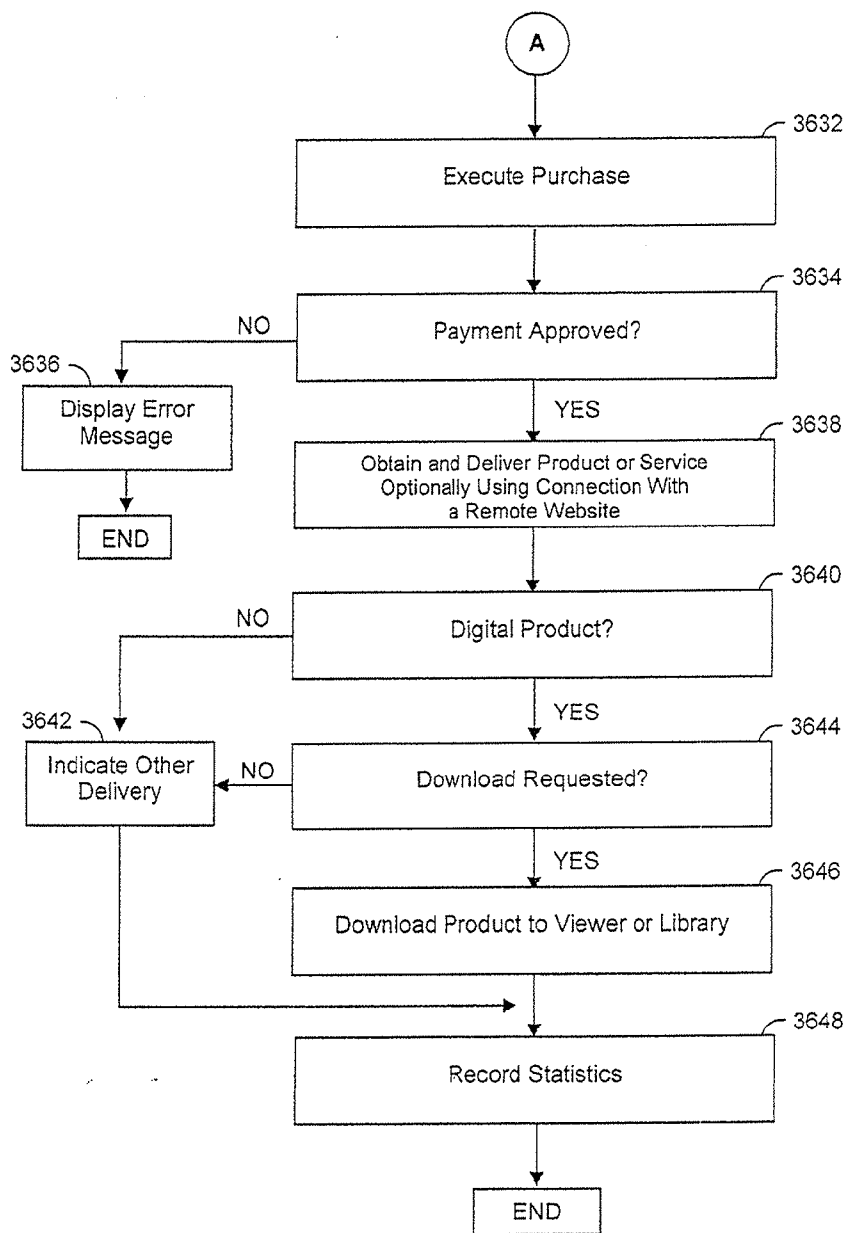 A
3632
Execute Purchase
3634
Payment Approved?
NO
3636
Display Error
Message
YES
3638
Obtain and Deliver Product or Service
Optionally Using Connection With
a Remote Website
END
3640
Digital Product?
NO
YES
3642
Indicate Other
Delivery
3644
Download Requested?
NO
YES
3646
Download Product to Viewer or Library
3648
Record Statistics
END